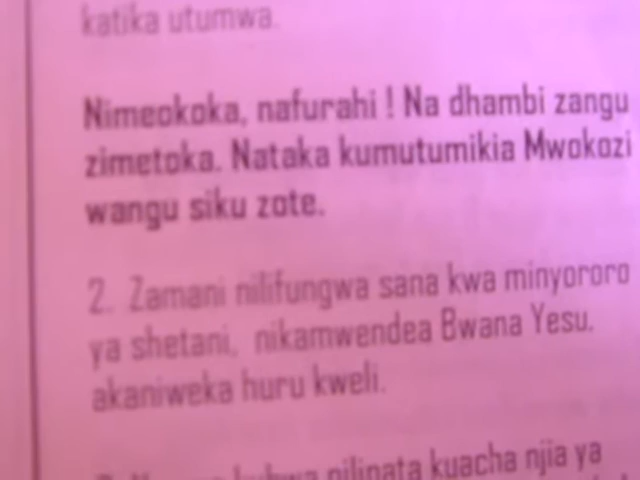 katika utumwa.
Nimeokoka, nafurahi ! Na dhambi zangu
zimetoka. Nataka kumutumikia Mwokozi
wangu siku zote.
2. Zamani nilifungwa sana kwa minyororo
ya shetani, nikamwendea Bwana Yesu,
akaniweka huru kweli.
nilipata kuacha njia ya